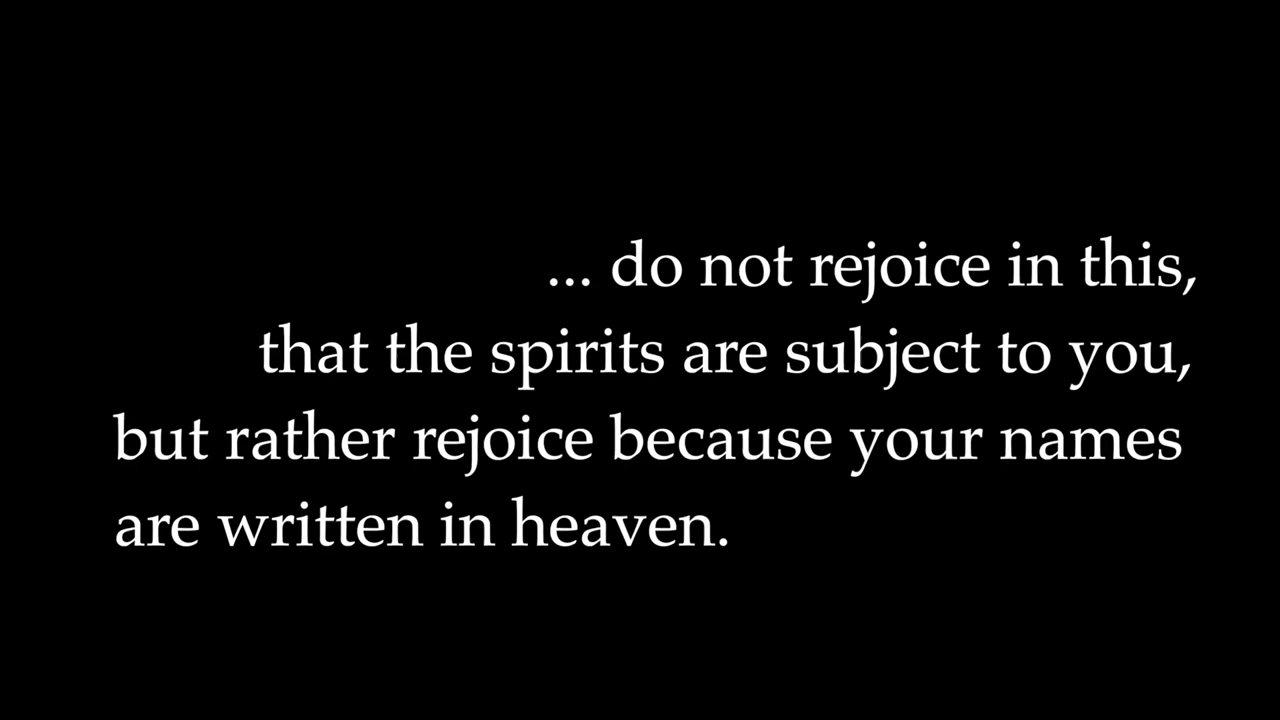 ... do not rejoice in this,
that the spirits are subject to you,
but rather rejoice because your names
are written in heaven.